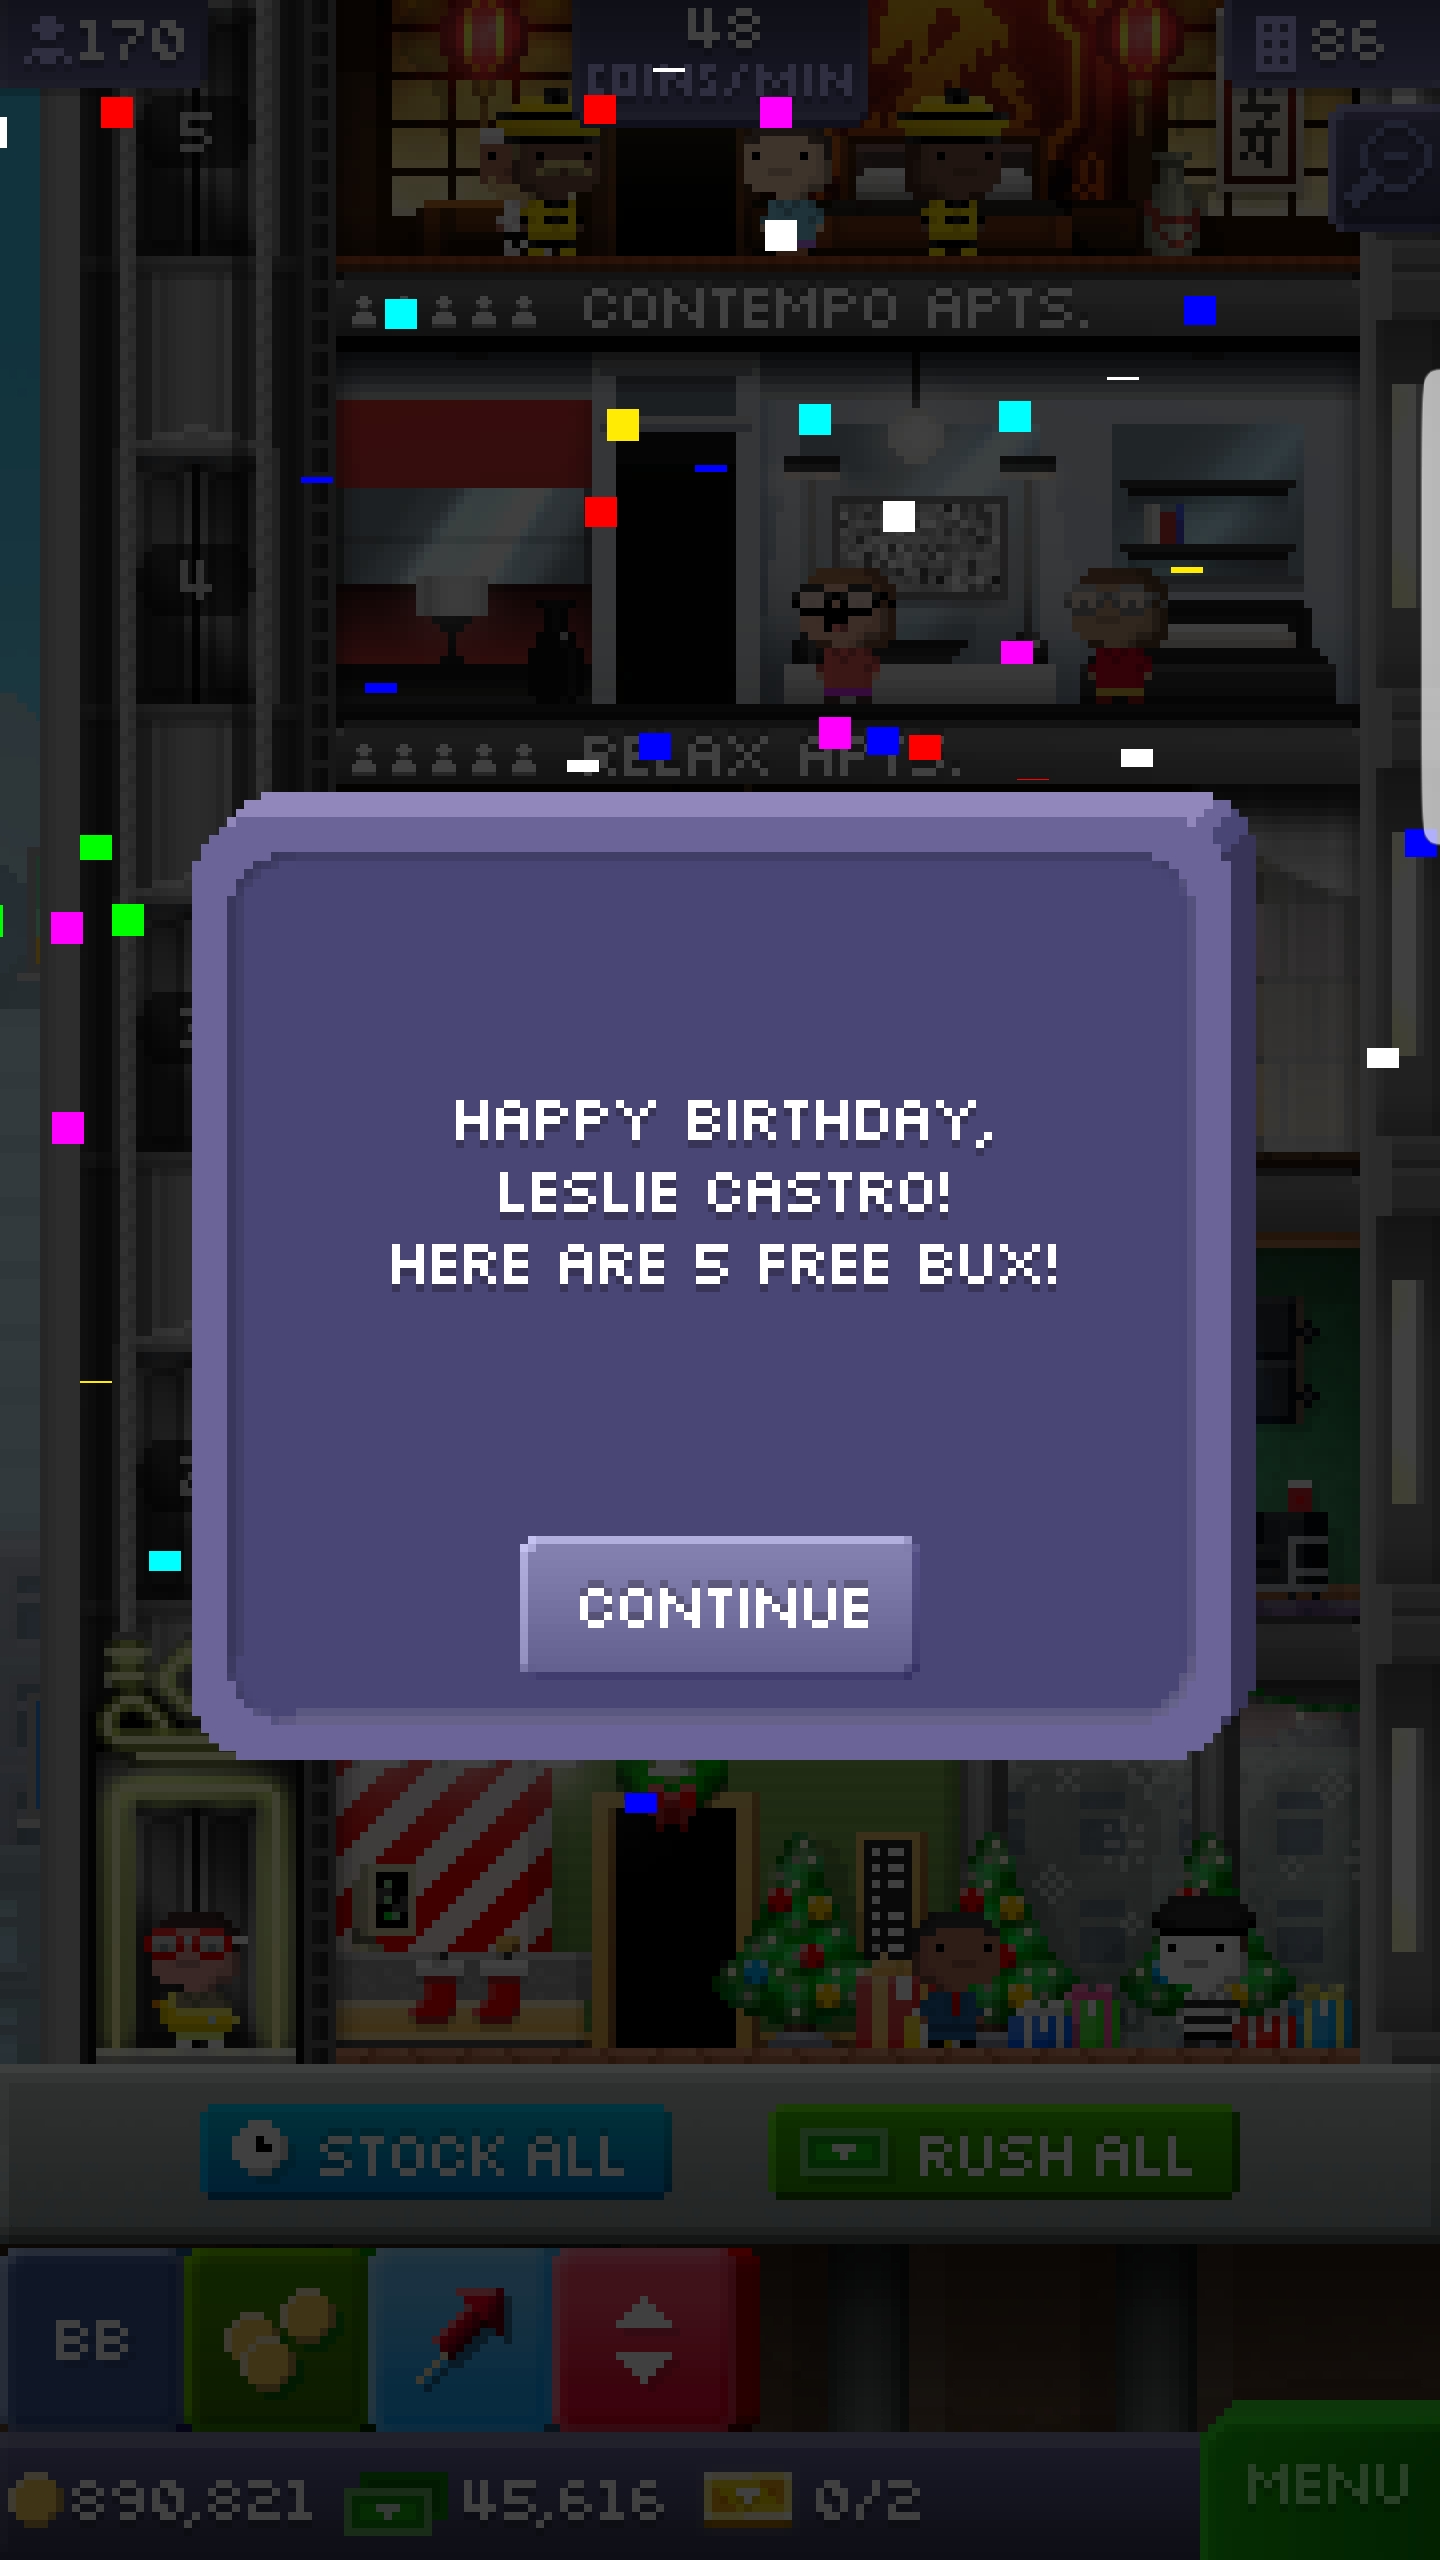 170
48
COINS/MIN
86
5
CONTEMPO APTS.
4
RELAX APTS.
HAPPY BIRTHDAY,
LESLIE CASTRO!
HERE ARE 5 FREE BUX!
CONTINUE
STOCK ALL
RUSH ALL
BB
890,821
45,616
0/2
MENU